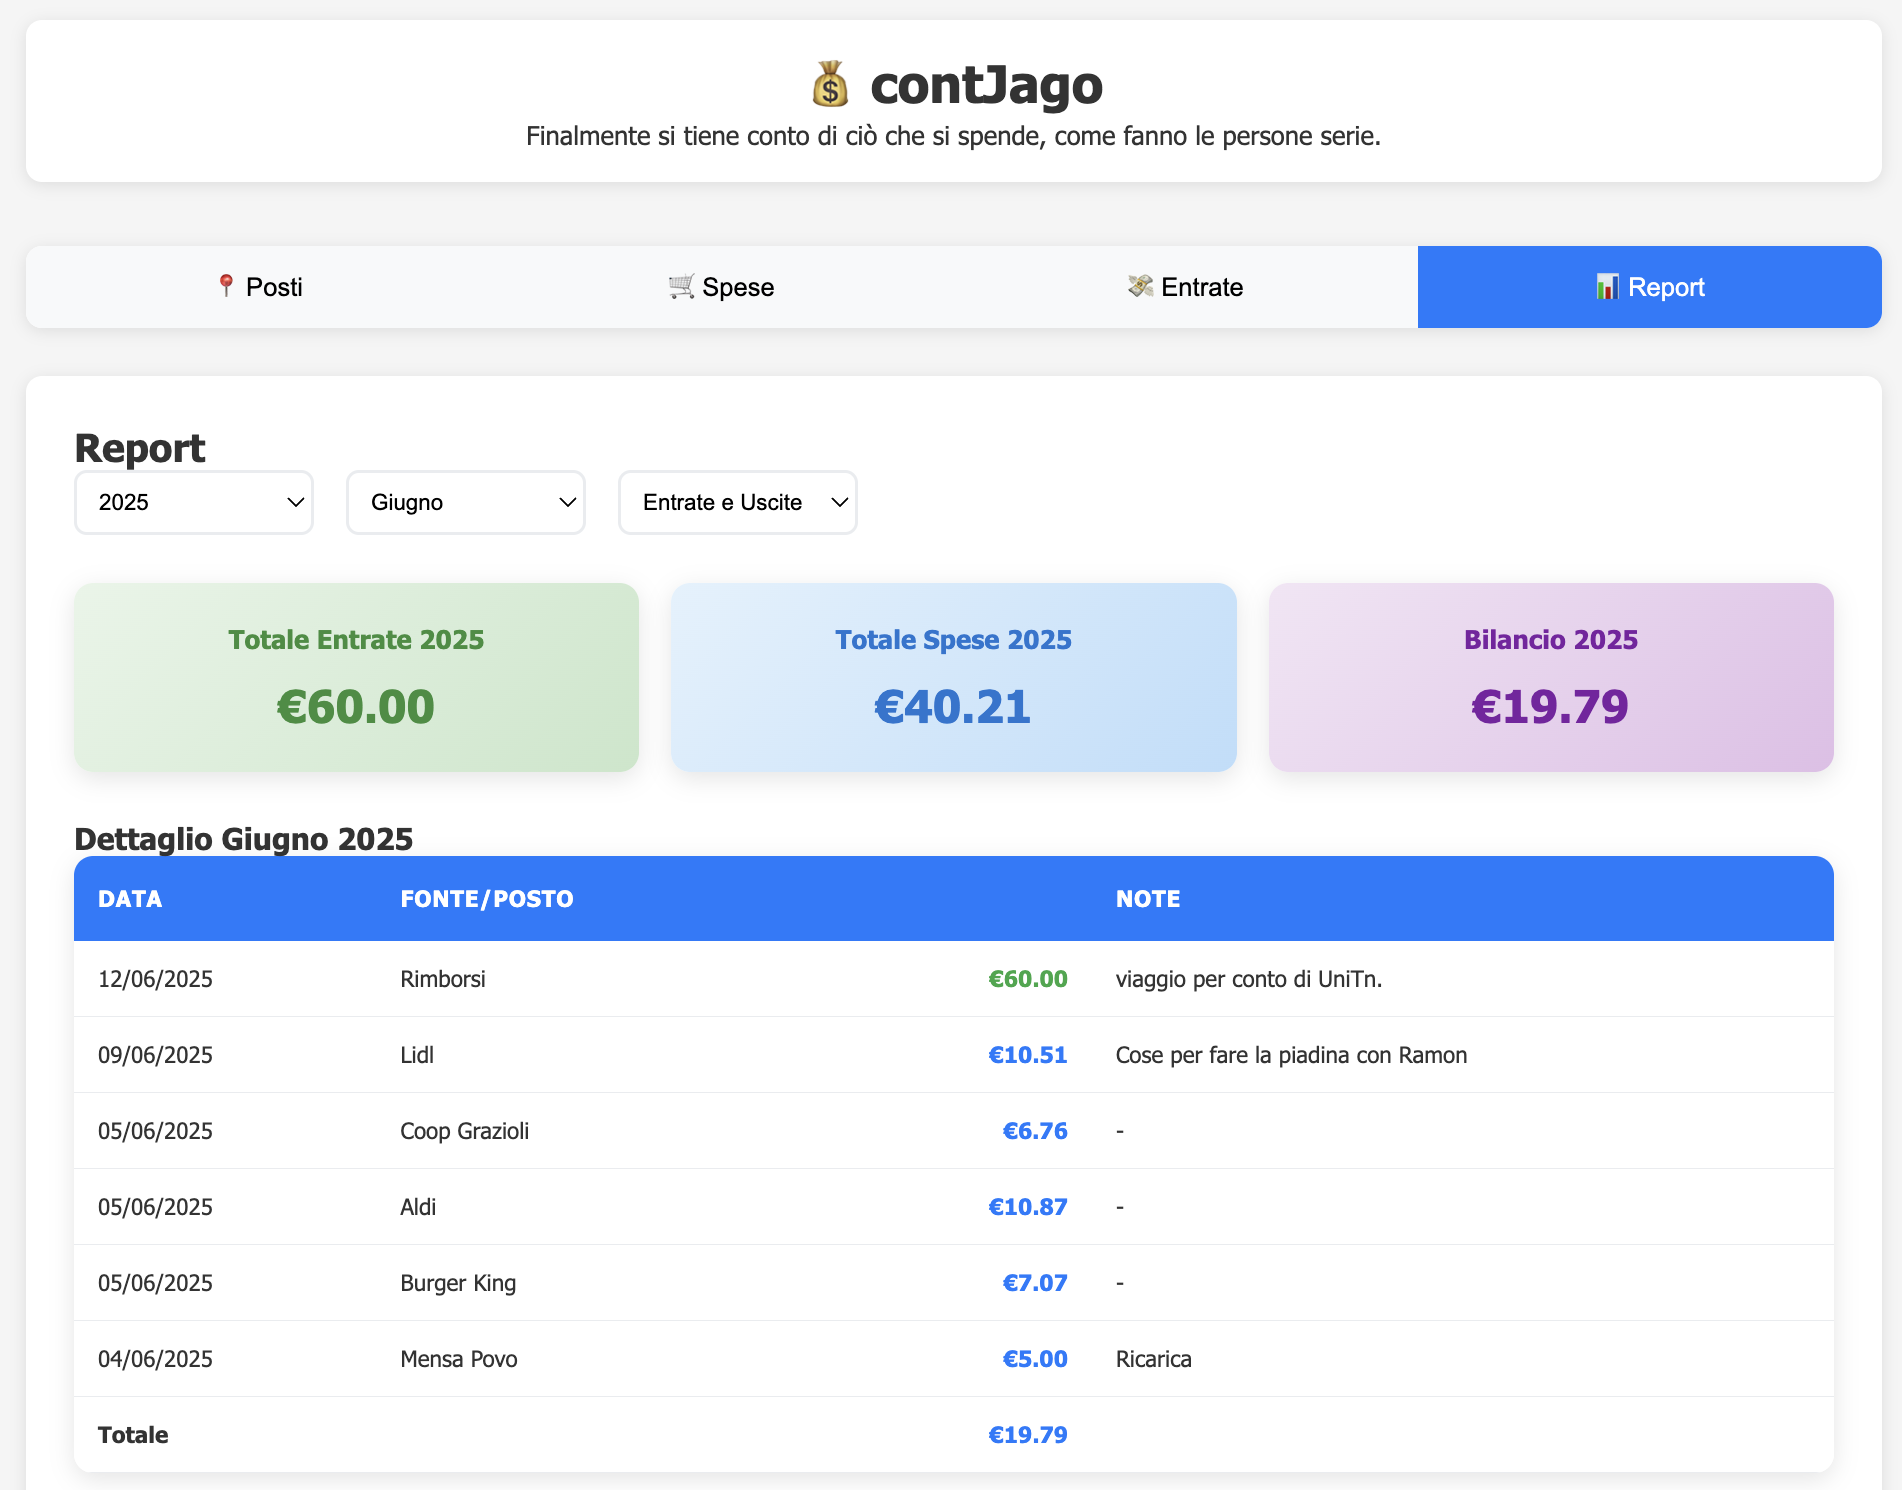 contJago
Finalmente si tiene conto di ciò che si spende, come fanno le persone serie.
Posti Spese Entrate Report
Report
2025 Giugno Entrate e Uscite
Totale Entrate 2025 Totale Spese 2025 Bilancio 2025
€60.00 €40.21 €19.79
Dettaglio Giugno 2025
DATA FONTE/POSTO NOTE
12/06/2025 Rimborsi €60.00 viaggio per conto di UniTn.
09/06/2025 Lidl €10.51 Cose per fare la piadina con Ramon
05/06/2025 Coop Grazioli €6.76 -
05/06/2025 Aldi €10.87 -
05/06/2025 Burger King €7.07 -
04/06/2025 Mensa Povo €5.00 Ricarica
Totale €19.79